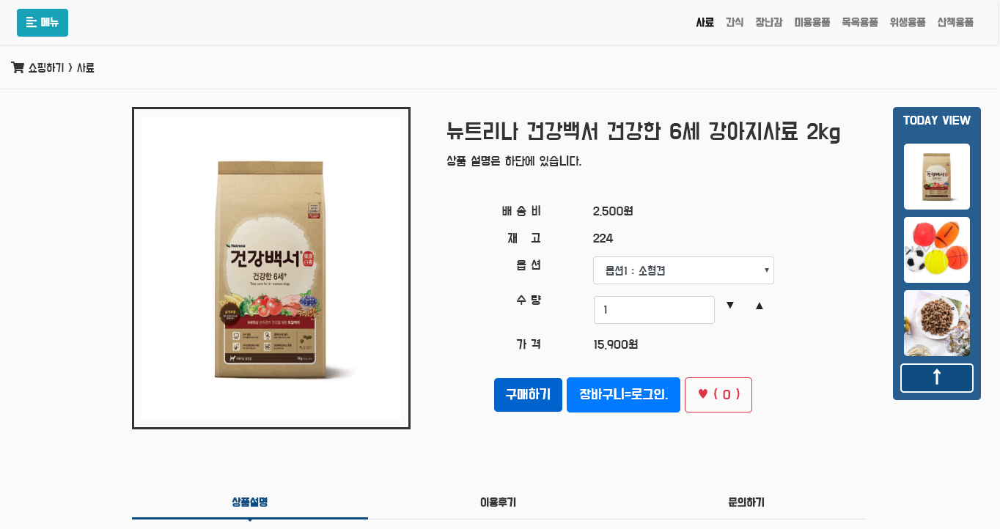 메뉴
사료 간식 장난감 미용용품 목욕용품 위생용품 산책용품
쇼핑하기 > 사료
뉴트리나 건강백서 건강한 6세 강아지사료 2kg
상품 설명은 하단에 있습니다.
배 송 비 2,500원
재 고 224
옵 션 옵션1 : 소형견 ▼
수 량 1 ▼ ▲
가 격 15,900원
구매하기 장바구니=로그인. ♥ ( 0 )
TODAY VIEW
건강백서
↑
Nutrena
건강백서
건강한 6세+
Total care for 6+ mature dogs
상품설명 이용후기 문의하기